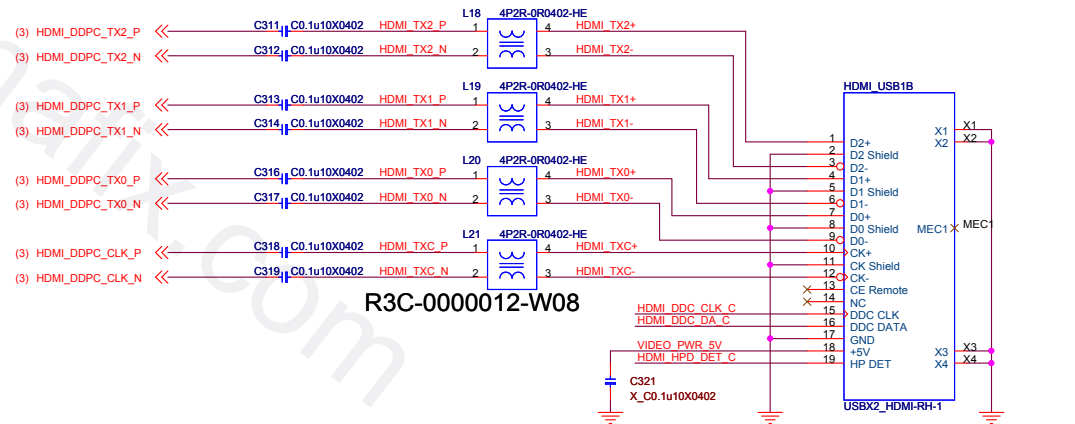 L18 4P2R-0R0402-HE
(3) HDMI_DDPC_TX2_P C311 C0.1u10X0402 HDMI_TX2_P 1 4 HDMI_TX2+
(3) HDMI_DDPC_TX2_N C312 C0.1u10X0402 HDMI_TX2_N 2 3 HDMI_TX2-
L19 4P2R-0R0402-HE
(3) HDMI_DDPC_TX1_P C313 C0.1u10X0402 HDMI_TX1_P 1 4 HDMI_TX1+
(3) HDMI_DDPC_TX1_N C314 C0.1u10X0402 HDMI_TX1_N 2 3 HDMI_TX1-
L20 4P2R-0R0402-HE
(3) HDMI_DDPC_TX0_P C316 C0.1u10X0402 HDMI_TX0_P 1 4 HDMI_TX0+
(3) HDMI_DDPC_TX0_N C317 C0.1u10X0402 HDMI_TX0_N 2 3 HDMI_TX0-
L21 4P2R-0R0402-HE
(3) HDMI_DDPC_CLK_P C318 C0.1u10X0402 HDMI_TXC_P 1 4 HDMI_TXC+
(3) HDMI_DDPC_CLK_N C319 C0.1u10X0402 HDMI_TXC_N 2 3 HDMI_TXC-
R3C-0000012-W08
HDMI_USB1B
1 D2+
2 D2 Shield
3 D2-
4 D1+
5 D1 Shield
6 D1-
7 D0+
8 D0 Shield
9 D0-
10 CK+
11 CK Shield
12 CK-
13 CE Remote
14 NC
HDMI_DDC_CLK_C 15 DDC CLK
HDMI_DDC_DA_C 16 DDC DATA
17 GND
VIDEO_PWR_5V 18 +5V
HDMI_HPD_DET_C 19 HP DET
X1 X1
X2 X2
MEC1 MEC1
X3 X3
X4 X4
C321
X_C0.1u10X0402
USBX2_HDMI-RH-1
afix.com